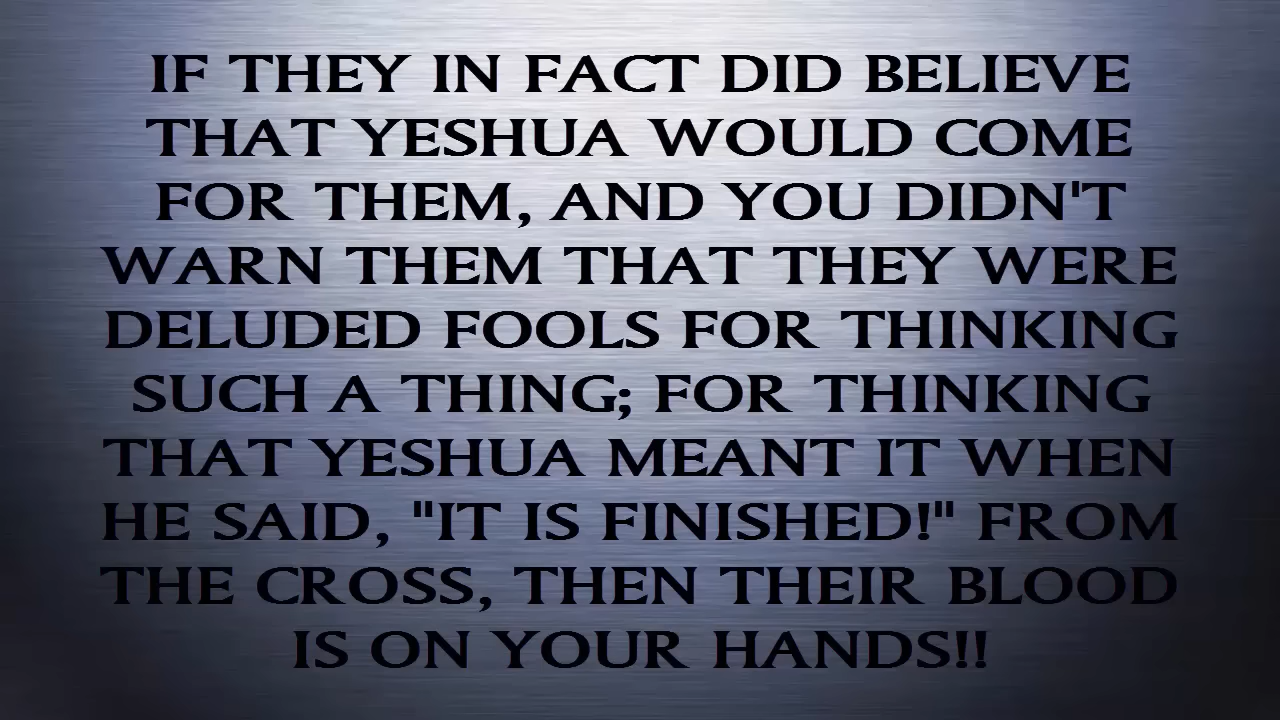 IF THEY IN FACT DID BELIEVE
THAT YESHUA WOULD COME
FOR THEM, AND YOU DIDN'T
WARN THEM THAT THEY WERE
DELUDED FOOLS FOR THINKING
SUCH A THING; FOR THINKING
THAT YESHUA MEANT IT WHEN
HE SAID, "IT IS FINISHED!" FROM
THE CROSS, THEN THEIR BLOOD
IS ON YOUR HANDS!!